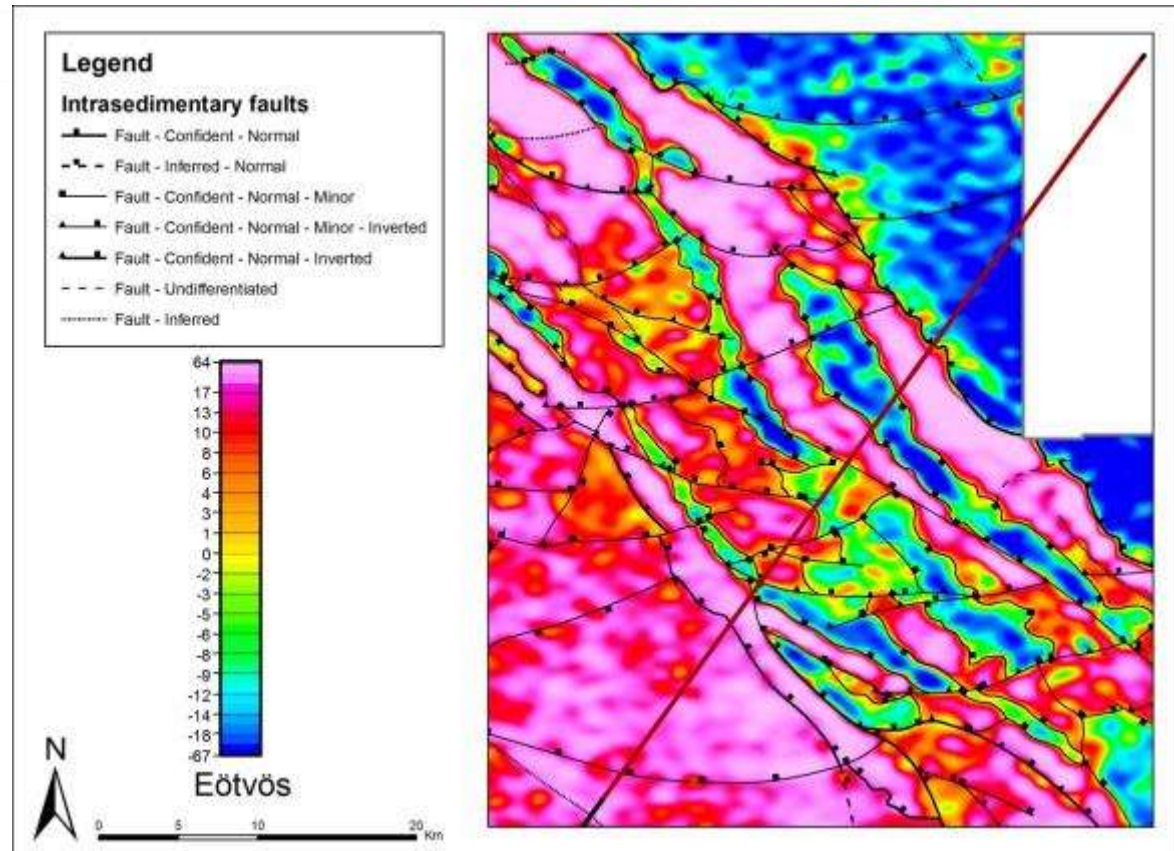 Legend
Intrasedimentary faults
Fault - Confident - Normal
Fault - Inferred - Normal
Fault - Confident - Normal - Minor
Fault - Confident - Normal - Minor - Inverted
Fault - Confident - Normal - Inverted
Fault - Undifferentiated
Fault - Inferred
64
17
13
10
8
6
4
3
1
0
-2
-3
-5
-6
-8
-9
-12
-14
-18
-67
Eötvös
N
0 5 10 20
Km